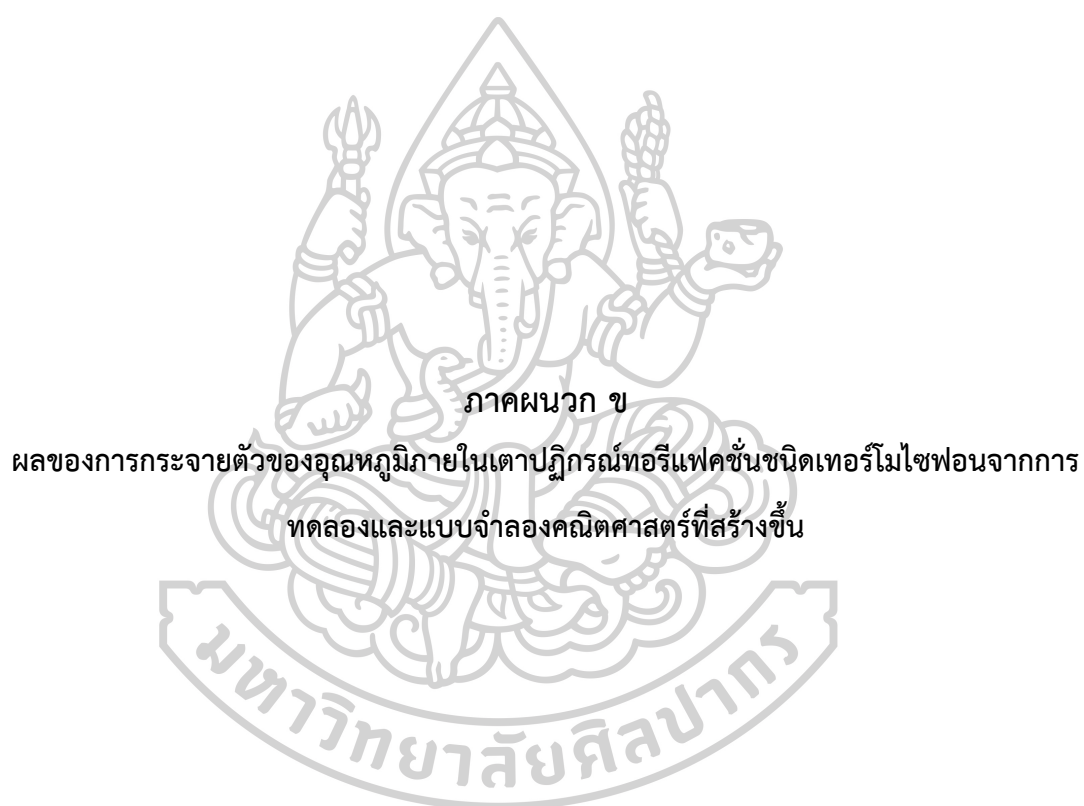 ภาคผนวก ข
ผลของการกระจายตัวของอุณหภูมิภายในเตาปฏิกรณ์ทอรีแฟคชั่นชนิดเทอร์โมไซฟอนจากการ
ทดลองและแบบจำลองคณิตศาสตร์ที่สร้างขึ้น
มหาวิทยาลัยศิลปากร